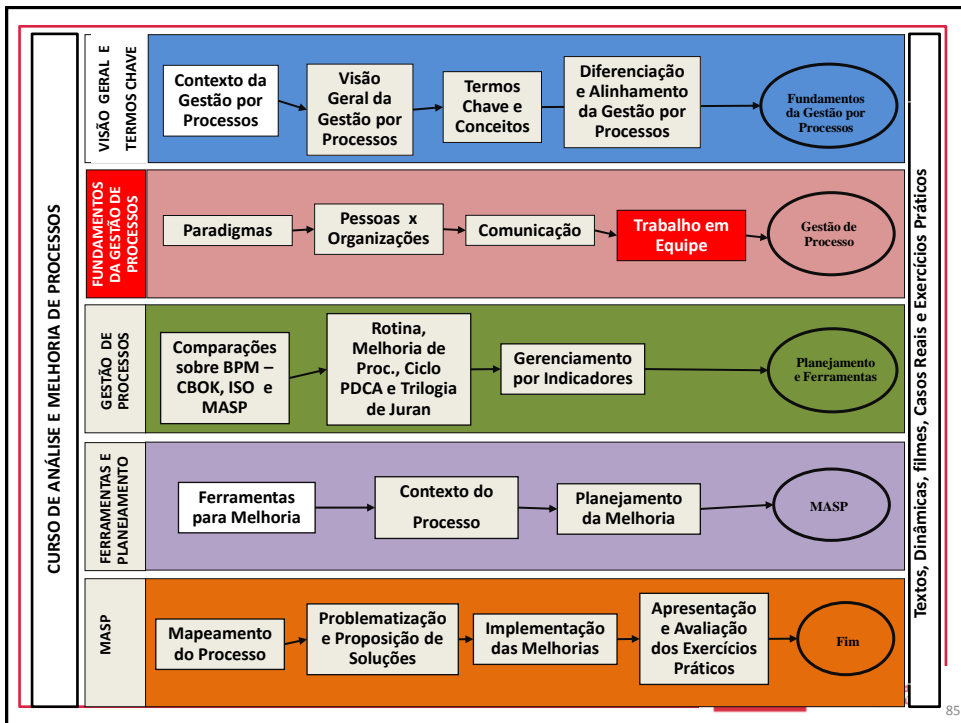 CURSO DE ANÁLISE E MELHORIA DE PROCESSOS
VISÃO GERAL E
TERMOS CHAVE
Contexto da
Gestão por
Processos
Visão
Geral da
Gestão por
Processos
Termos
Chave e
Conceitos
Diferenciação
e Alinhamento
da Gestão por
Processos
Fundamentos
da Gestão por
Processos
FUNDAMENTOS
DA GESTÃO DE
PROCESSOS
Paradigmas
Pessoas x
Organizações
Comunicação
Trabalho em
Equipe
Gestão de
Processo
GESTÃO DE
PROCESSOS
Comparações
sobre BPM –
CBOK, ISO e
MASP
Rotina,
Melhoria de
Proc., Ciclo
PDCA e Trilogia
de Juran
Gerenciamento
por Indicadores
Planejamento
e Ferramentas
FERRAMENTAS E
PLANEJAMENTO
Ferramentas
para Melhoria
Contexto do
Processo
Planejamento
da Melhoria
MASP
MASP
Mapeamento
do Processo
Problematização
e Proposição de
Soluções
Implementação
das Melhorias
Apresentação
e Avaliação
dos Exercícios
Práticos
Fim
Textos, Dinâmicas, filmes, Casos Reais e Exercícios Práticos
85